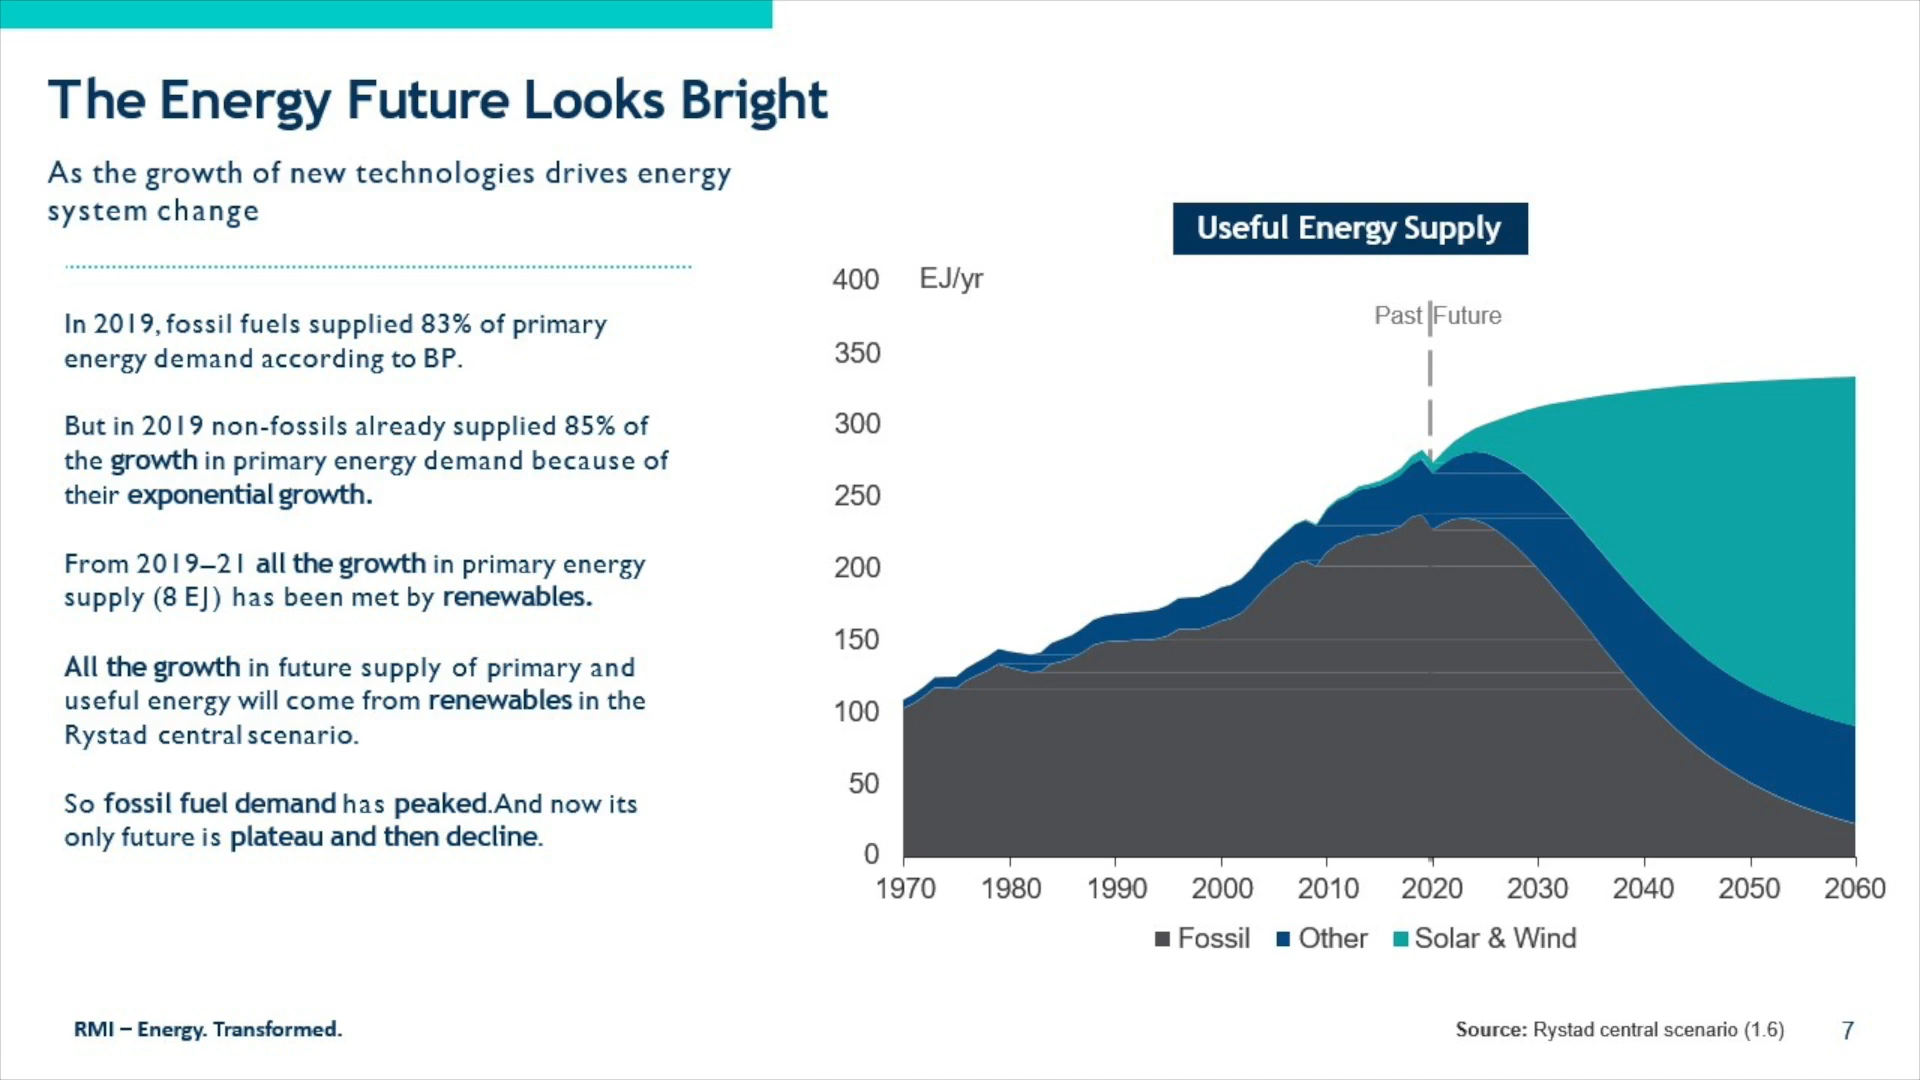 The Energy Future Looks Bright
As the growth of new technologies drives energy
system change
In 2019, fossil fuels supplied 83% of primary
energy demand according to BP.
But in 2019 non-fossils already supplied 85% of
the growth in primary energy demand because of
their exponential growth.
From 2019–21 all the growth in primary energy
supply (8 EJ) has been met by renewables.
All the growth in future supply of primary and
useful energy will come from renewables in the
Rystad central scenario.
So fossil fuel demand has peaked. And now its
only future is plateau and then decline.
Useful Energy Supply
EJ/yr
Past Future
400
350
300
250
200
150
100
50
0
1970 1980 1990 2000 2010 2020 2030 2040 2050 2060
Fossil Other Solar & Wind
RMI – Energy. Transformed.
Source: Rystad central scenario (1.6) 7